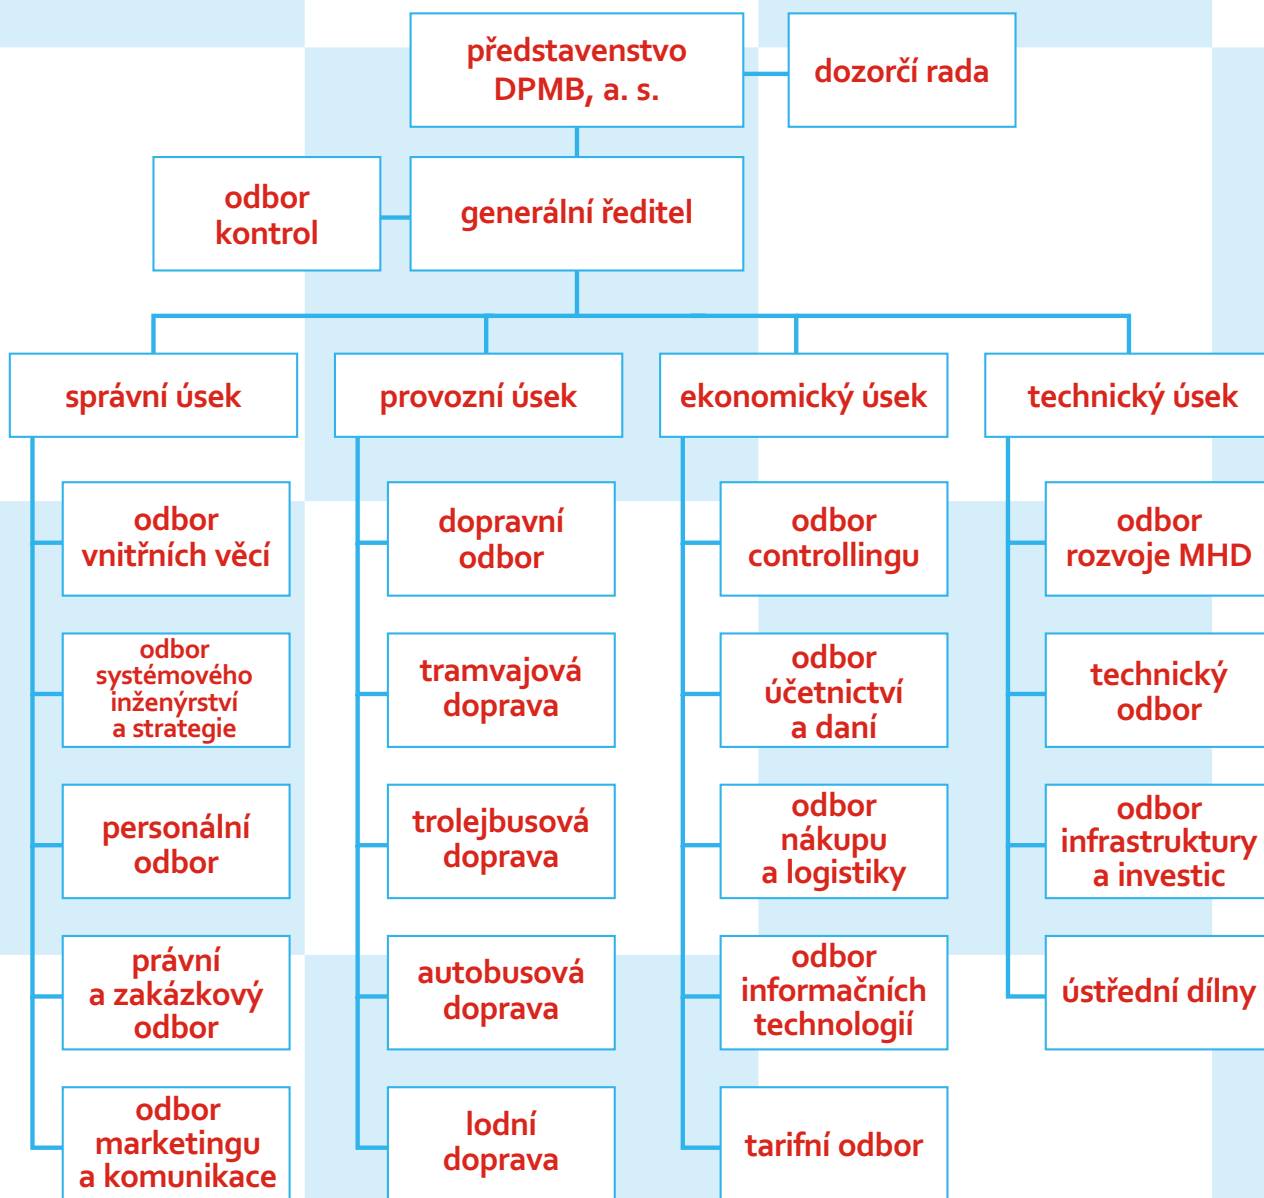 představenstvo
DPMB, a. s.
dozorčí rada
odbor
kontrol
generální ředitel
správní úsek
provozní úsek
ekonomický úsek
technický úsek
odbor
vnitřních věcí
odbor
systémového
inženýrství
a strategie
personální
odbor
právní
a zakázkový
odbor
odbor
marketingu
a komunikace
dopravní
odbor
tramvajová
doprava
trolejbusová
doprava
autobusová
doprava
lodní
doprava
odbor
controllingu
odbor
účetnictví
a daní
odbor
nákupu
a logistiky
odbor
informačních
technologií
tarifní odbor
odbor
rozvoje MHD
technický
odbor
odbor
infrastruktury
a investic
ústřední dílny